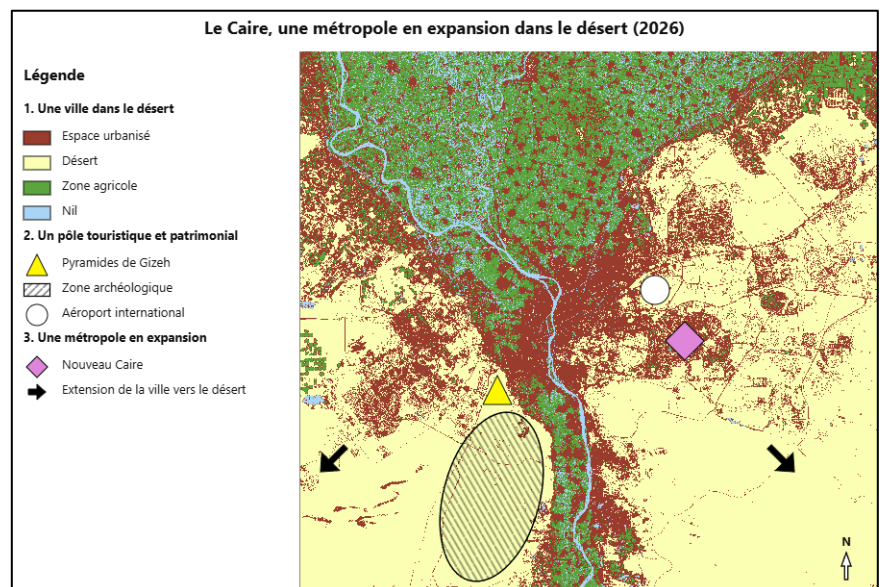 Le Caire, une métropole en expansion dans le désert (2026)
Légende
1. Une ville dans le désert
Espace urbanisé
Désert
Zone agricole
Nil
2. Un pôle touristique et patrimonial
Pyramides de Gizeh
Zone archéologique
Aéroport international
3. Une métropole en expansion
Nouveau Caire
Extension de la ville vers le désert
N